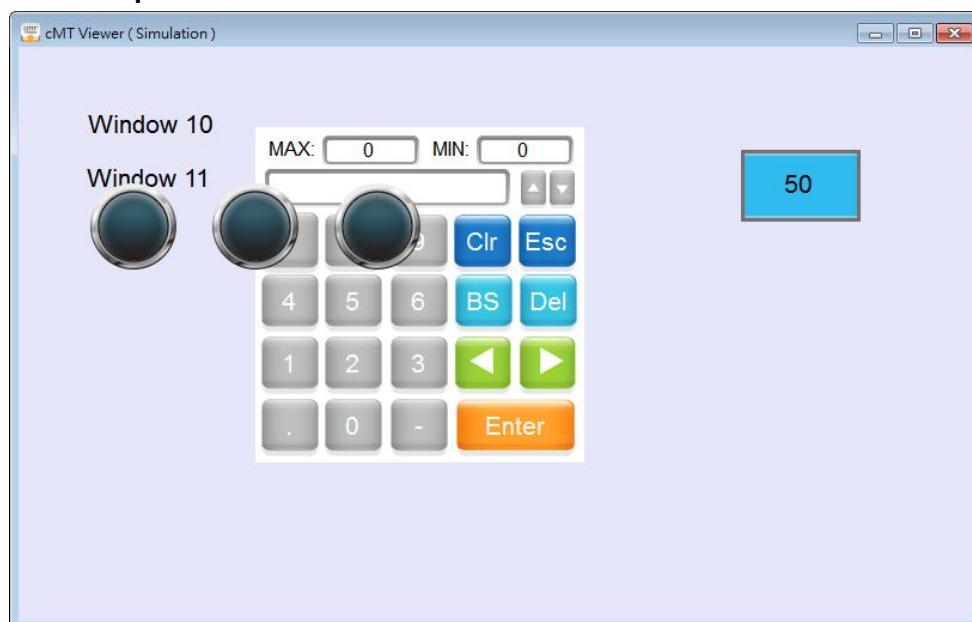 cMT Viewer ( Simulation )
Window 10
MAX: 0 MIN: 0
Window 11
50
9 Clr Esc
4 5 6 BS Del
1 2 3
. 0 - Enter